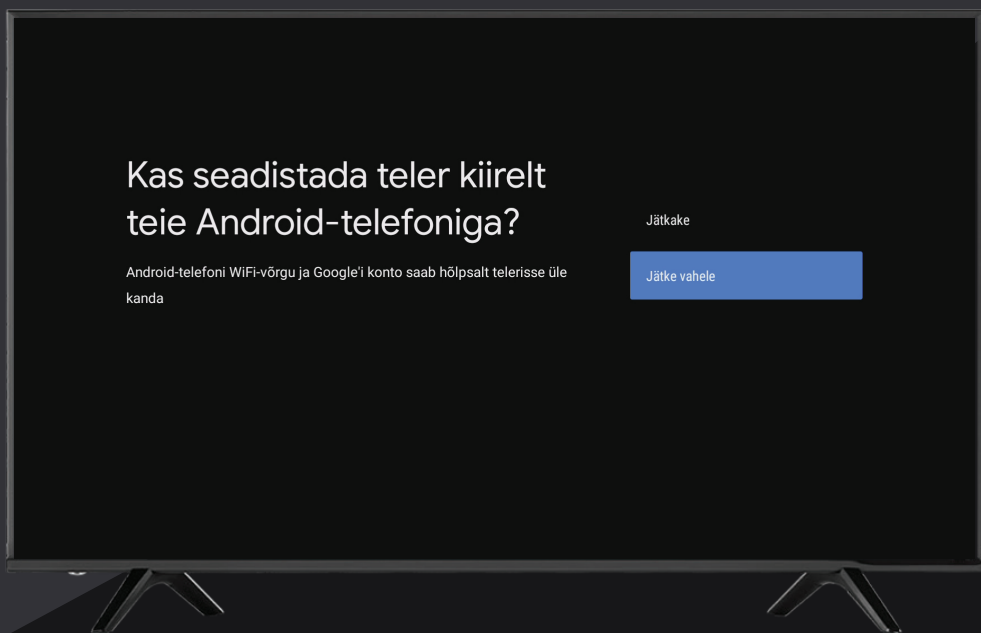 Kas seadistada teler kiirelt
teie Android-telefoniga?
Android-telefoni WiFi-võrgu ja Google'i konto saab hõlpsalt telerisse üle
kanda
Jätkake
Jätke vahele